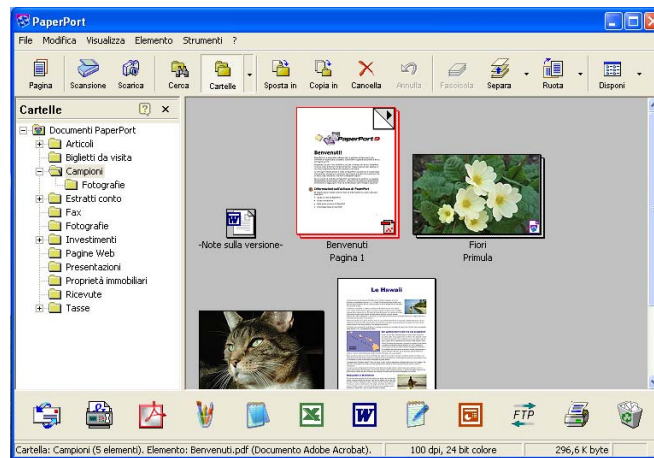 PaperPort
File Modifica Visualizza Elemento Strumenti ?
Pagina Scansione Scarica Cerca Cartelle Sposta in Copia in Cancella Annulla Fascicola Separa Ruota Disponi
Cartelle
Documenti PaperPort
Articoli
Biglietti da visita
Campioni
Fotografie
Estratti conto
Fax
Fotografie
Investimenti
Pagine Web
Presentazioni
Proprietà immobiliari
Ricevute
Tasse
PaperPort 9
Benvenuti!
-Note sulla versione-
Benvenuti
Pagina 1
Fiori
Primula
Le Hawaii
FTP
Cartella: Campioni (5 elementi). Elemento: Benvenuti.pdf (Documento Adobe Acrobat). 100 dpi, 24 bit colore 296,6 K byte